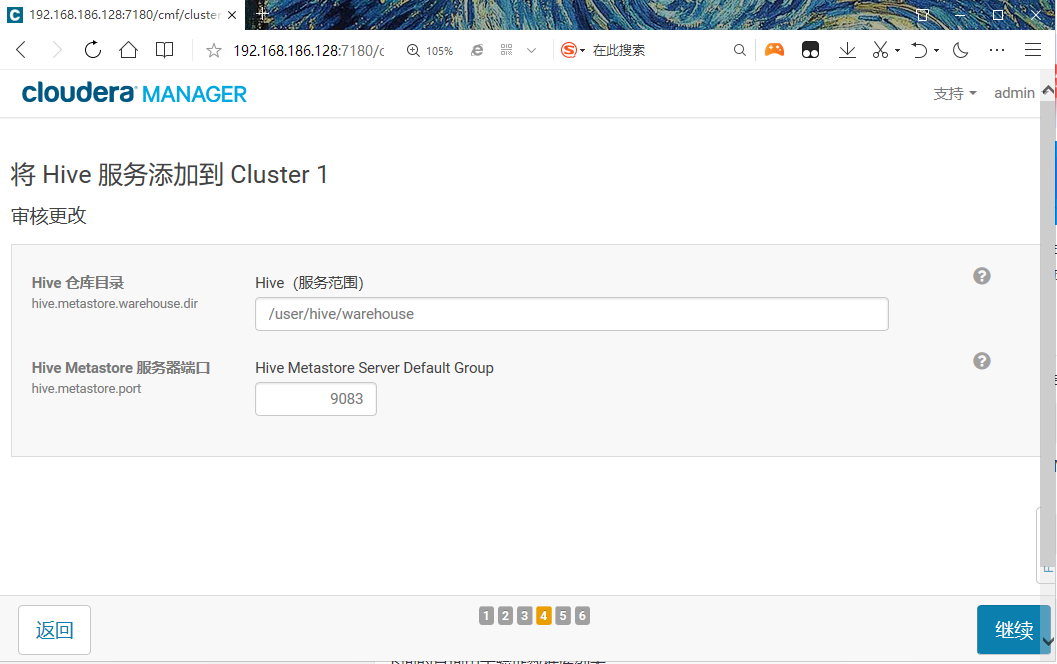 192.168.186.128:7180/cmf/cluster
192.168.186.128:7180/c
105%
在此搜索
cloudera MANAGER
支持
admin
将 Hive 服务添加到 Cluster 1
审核更改
Hive 仓库目录
Hive（服务范围）
hive.metastore.warehouse.dir
/user/hive/warehouse
Hive Metastore 服务器端口
Hive Metastore Server Default Group
hive.metastore.port
9083
返回
1 2 3 4 5 6
继续